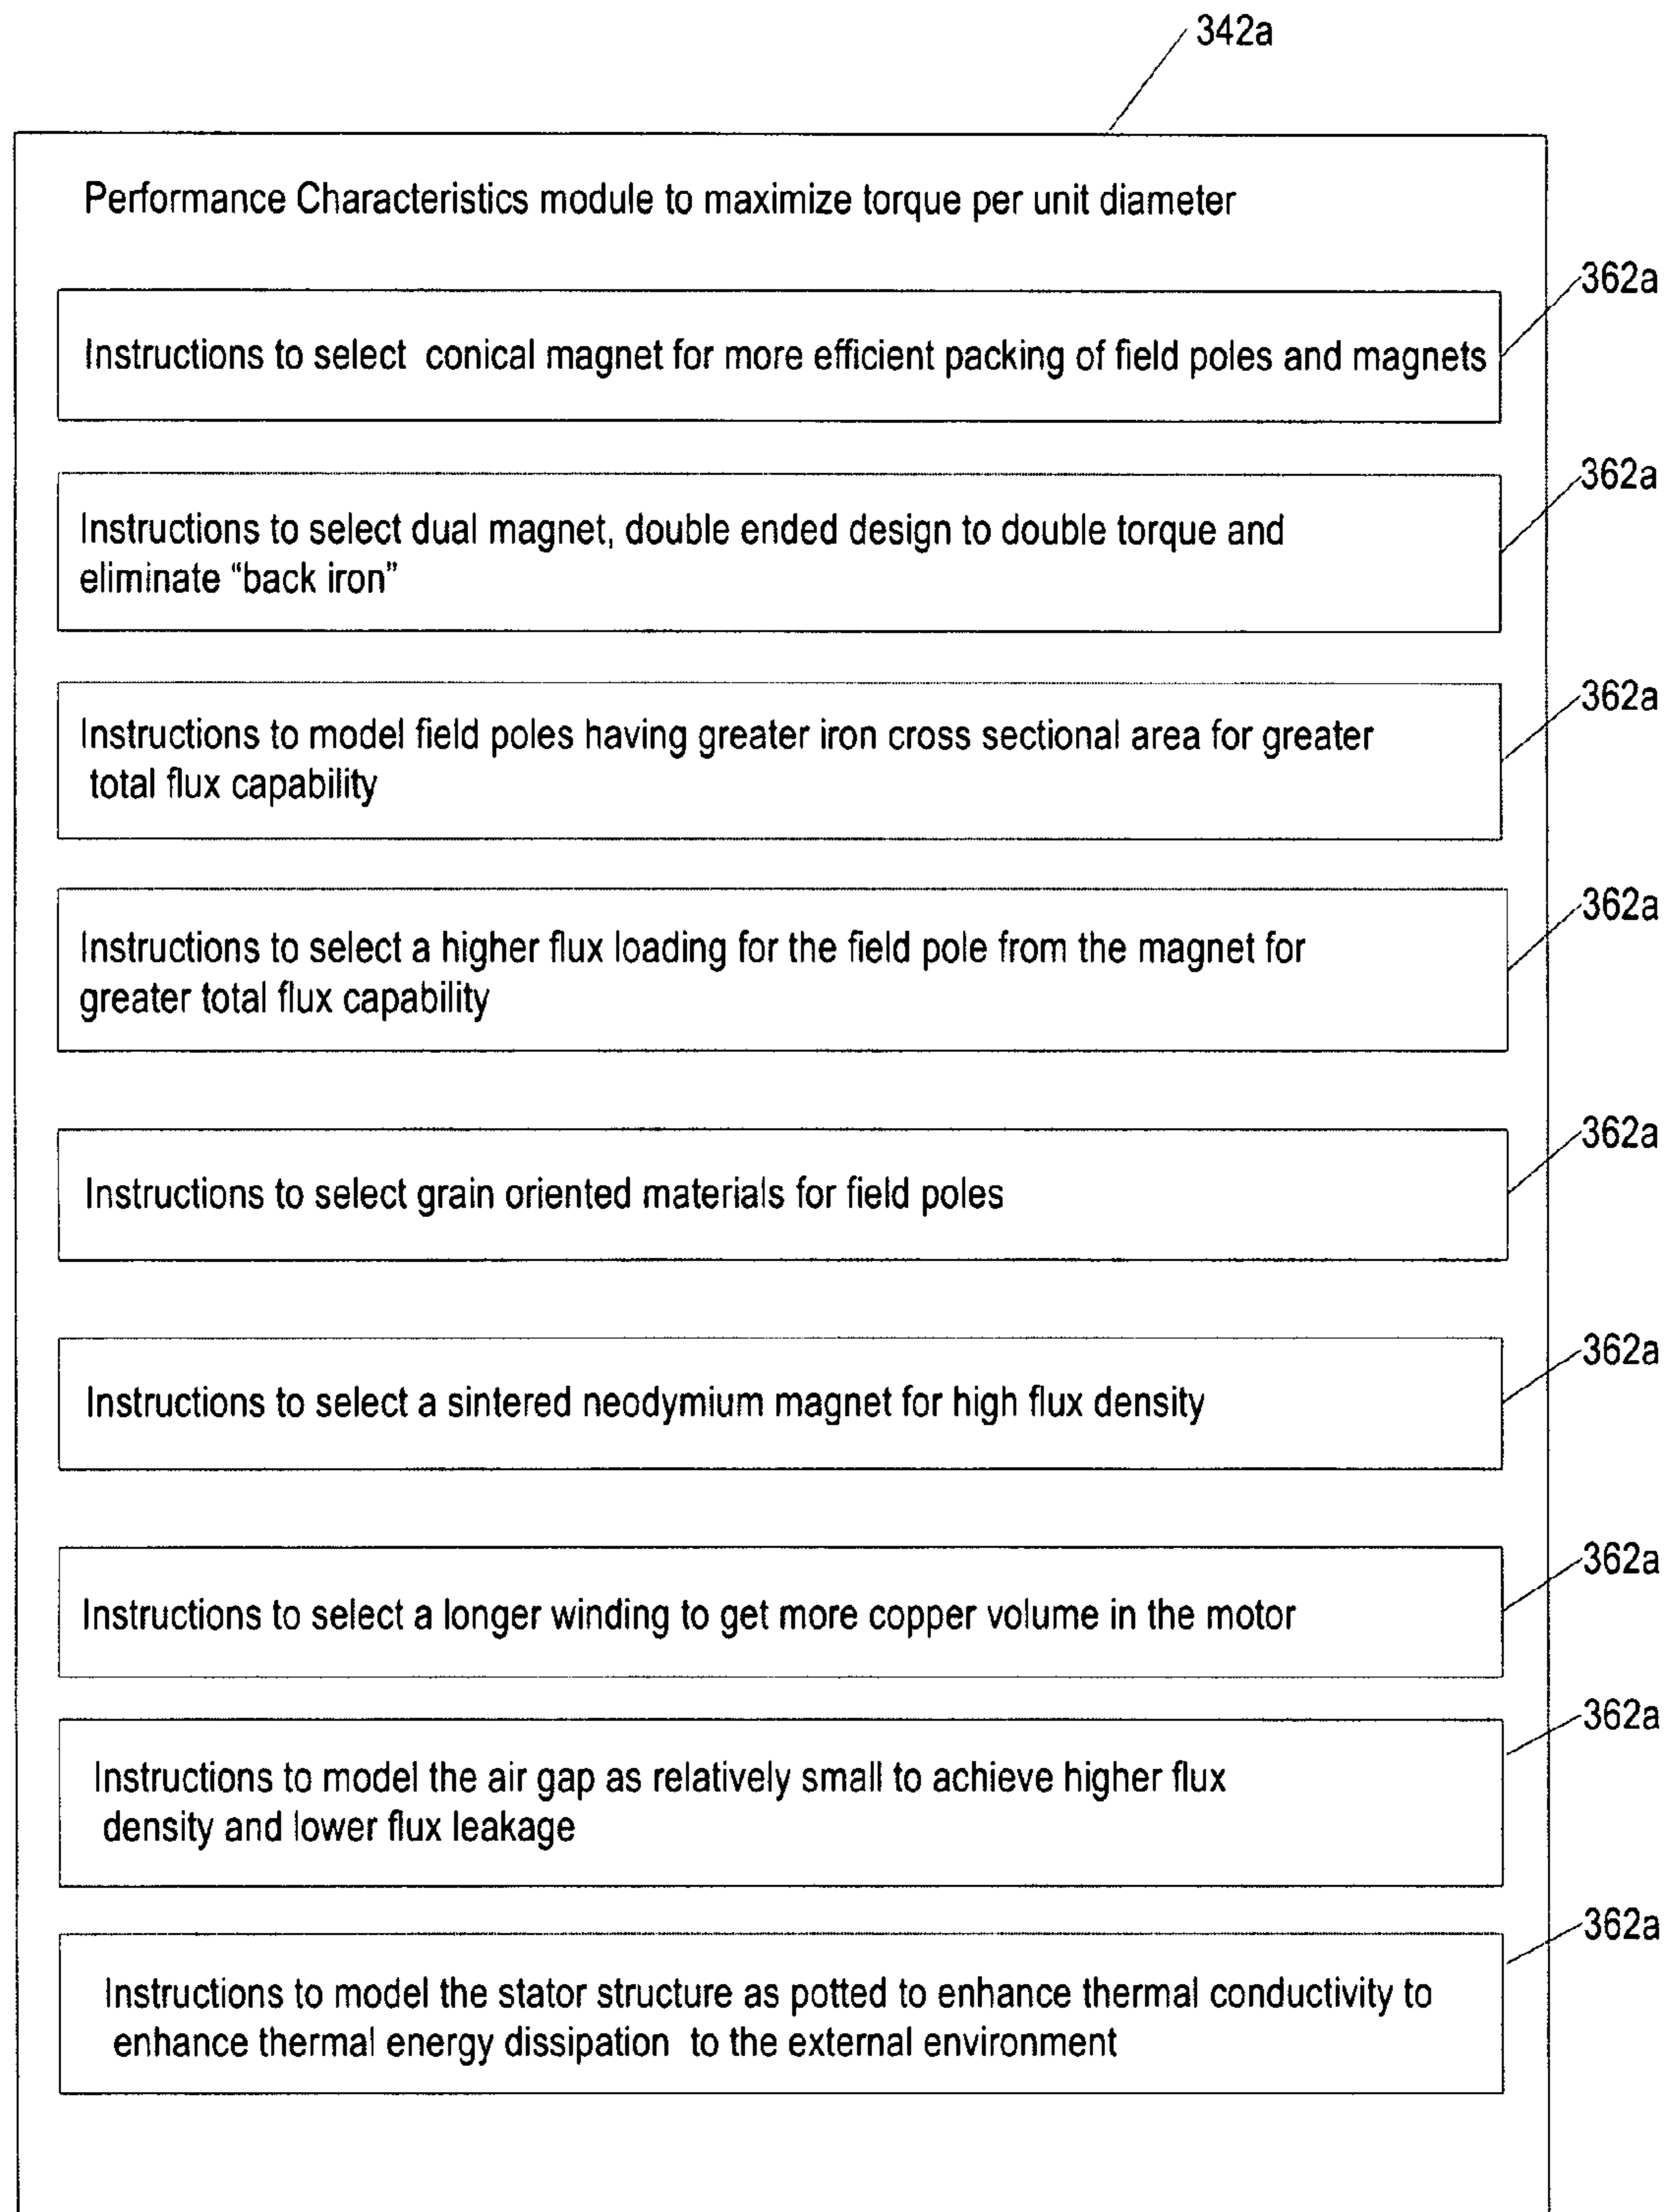 342a
Performance Characteristics module to maximize torque per unit diameter
362a
Instructions to select conical magnet for more efficient packing of field poles and magnets
362a
Instructions to select dual magnet, double ended design to double torque and
eliminate “back iron”
362a
Instructions to model field poles having greater iron cross sectional area for greater
total flux capability
362a
Instructions to select a higher flux loading for the field pole from the magnet for
greater total flux capability
362a
Instructions to select grain oriented materials for field poles
362a
Instructions to select a sintered neodymium magnet for high flux density
362a
Instructions to select a longer winding to get more copper volume in the motor
362a
Instructions to model the air gap as relatively small to achieve higher flux
density and lower flux leakage
362a
Instructions to model the stator structure as potted to enhance thermal conductivity to
enhance thermal energy dissipation to the external environment